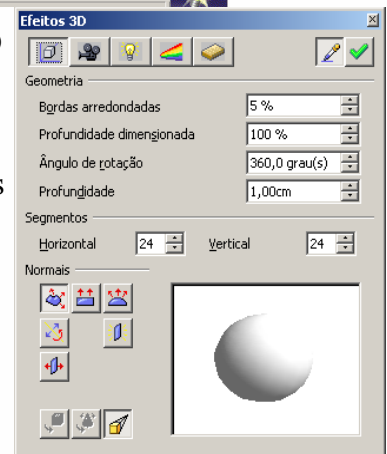 Efeitos 3D
Geometria
Bordas arredondadas 5 %
Profundidade dimensionada 100 %
Ângulo de rotação 360,0 grau(s)
Profundidade 1,00cm
Segmentos
Horizontal 24 Vertical 24
Normais